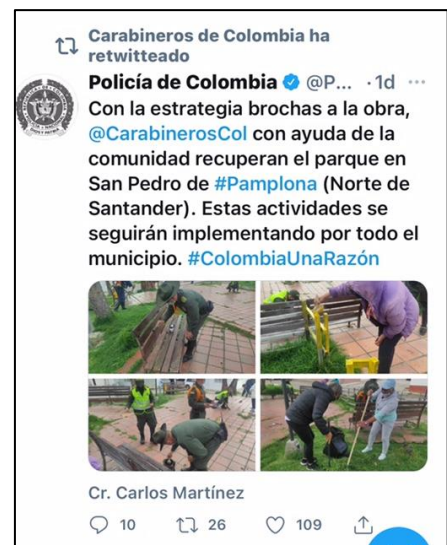 Carabineros de Colombia ha
retwitteado
Policía de Colombia @P... ·1d ...
Con la estrategia brochas a la obra,
@CarabinerosCol con ayuda de la
comunidad recuperan el parque en
San Pedro de #Pamplona (Norte de
Santander). Estas actividades se
seguirán implementando por todo el
municipio. #ColombiaUnaRazón
Cr. Carlos Martínez
10 26 109